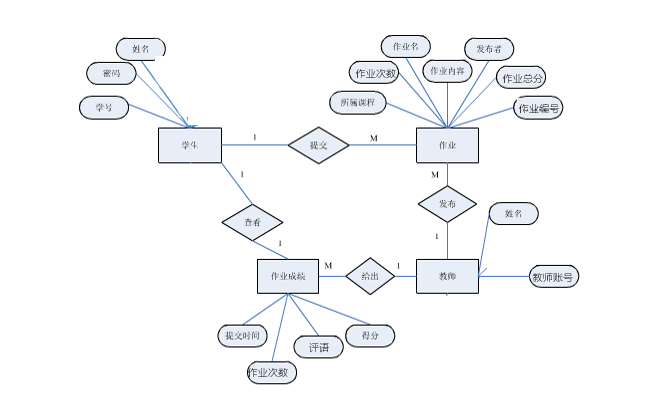 姓名
作业名
发布者
密码
作业次数
作业内容
作业总分
学号
所属课程
作业编号
学生
1
提交
M
作业
1
M
查看
发布
姓名
1
1
作业成绩
M
给出
1
教师
教师账号
提交时间
评语
得分
作业次数